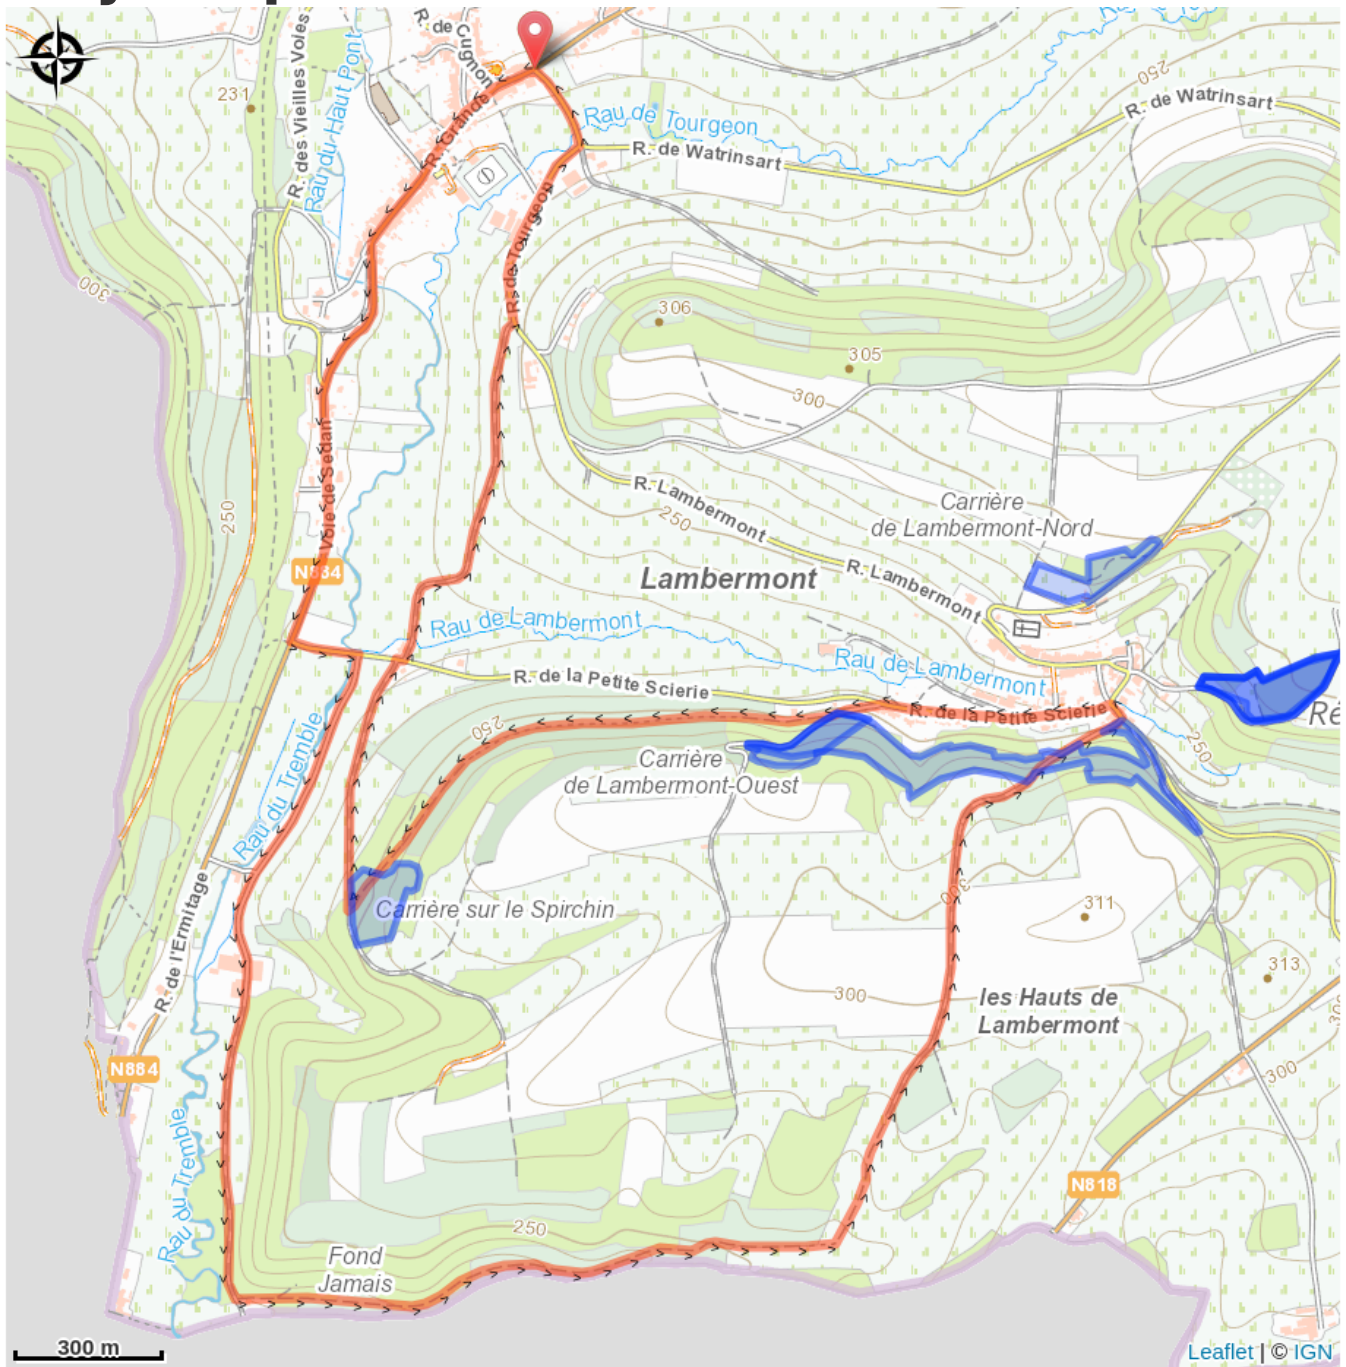 R. de Cugnon
R. des Vieilles Voies
Rau du Haut Pont
231
R. Grande
Rau de Tourgeon
R. de Watrinsart
R. de Watrinsart
250
R. de Tourgeon
300
306
305
300
Voie de Sedan
250
R. Lambermont
250
Carrière
de Lambermont-Nord
N884
Lambermont
R. Lambermont
Rau de Lambermont
Rau de Lambermont
R. de la Petite Scierie
R. de la Petite Scierie
250
250
Carrière
de Lambermont-Ouest
Rau du Tremble
R. de l'Ermitage
Carrière sur le Spirchin
300
311
313
300
les Hauts de
Lambermont
N884
300
Rau du Tremble
N818
250
Fond
Jamais
300 m
Leaflet | © IGN